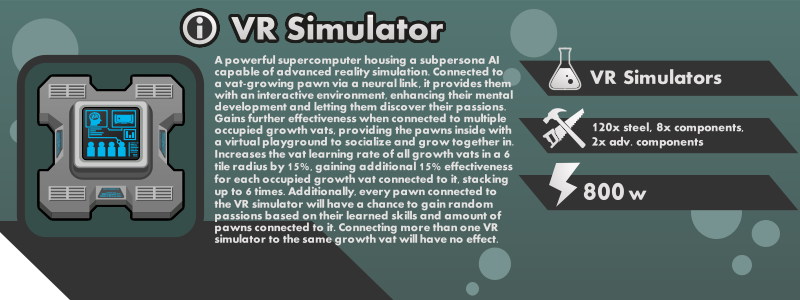 VR Simulator
A powerful supercomputer housing a subpersona AI
capable of advanced reality simulation. Connected to
a vat-growing pawn via a neural link, it provides them
with an interactive environment, enhancing their mental
development and letting them discover their passions.
Gains further effectiveness when connected to multiple
occupied growth vats, providing the pawns inside with
a virtual playground to socialize and grow together in.
Increases the vat learning rate of all growth vats in a 6
tile radius by 15%, gaining additional 15% effectiveness
for each occupied growth vat connected to it, stacking
up to 6 times. Additionally, every pawn connected to
the VR simulator will have a chance to gain random
passions based on their learned skills and amount of
pawns connected to it. Connecting more than one VR
simulator to the same growth vat will have no effect.
VR Simulators
120x steel, 8x components,
2x adv. components
800 w